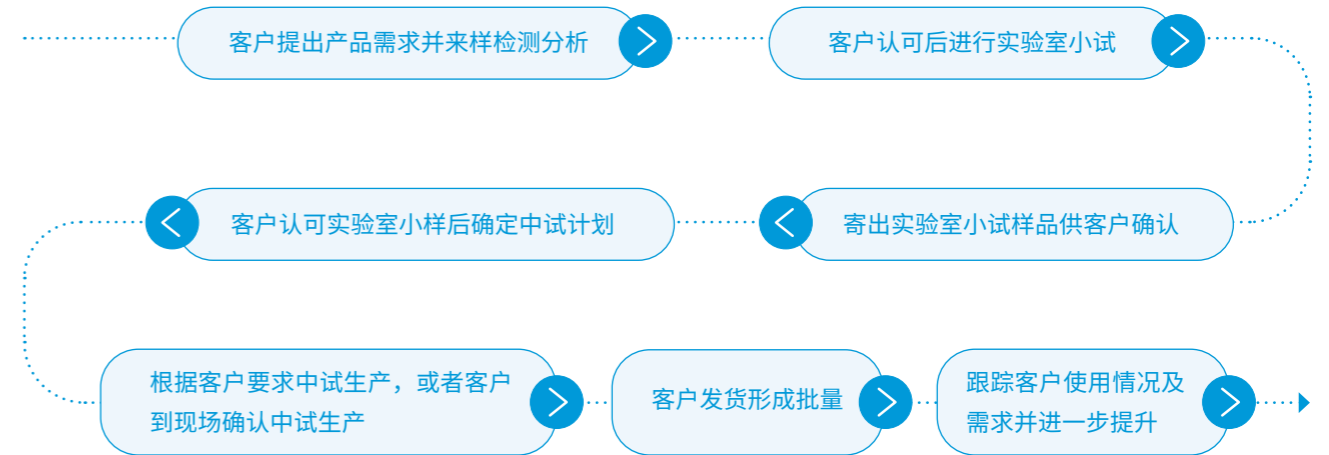 客户提出产品需求并来样检测分析
客户认可后进行实验室小试
寄出实验室小试样品供客户确认
客户认可实验室小样后确定中试计划
根据客户要求中试生产，或者客户
到现场确认中试生产
客户发货形成批量
跟踪客户使用情况及
需求并进一步提升